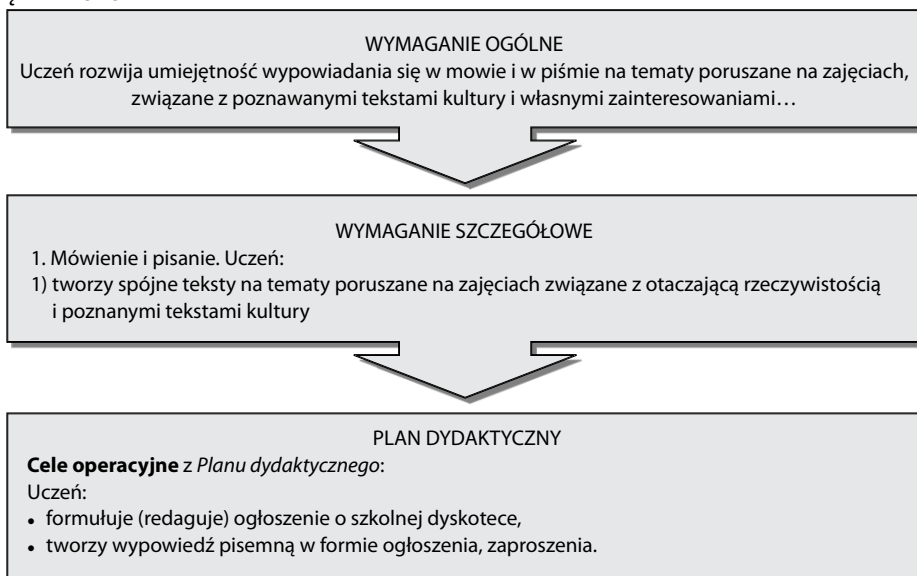 WYMAGANIE OGÓLNE
Uczeń rozwija umiejętność wypowiadania się w mowie i w piśmie na tematy poruszane na zajęciach,
związane z poznawanymi tekstami kultury i własnymi zainteresowaniami…
WYMAGANIE SZCZEGÓŁOWE
1. Mówienie i pisanie. Uczeń:
1) tworzy spójne teksty na tematy poruszane na zajęciach związane z otaczającą rzeczywistością
i poznanymi tekstami kultury
PLAN DYDAKTYCZNY
Cele operacyjne z Planu dydaktycznego:
Uczeń:
• formułuje (redaguje) ogłoszenie o szkolnej dyskotece,
• tworzy wypowiedź pisemną w formie ogłoszenia, zaproszenia.